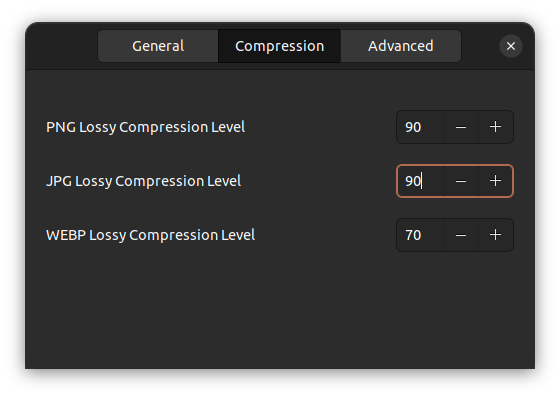 General Compression Advanced
PNG Lossy Compression Level 90
JPG Lossy Compression Level 90
WEBP Lossy Compression Level 70